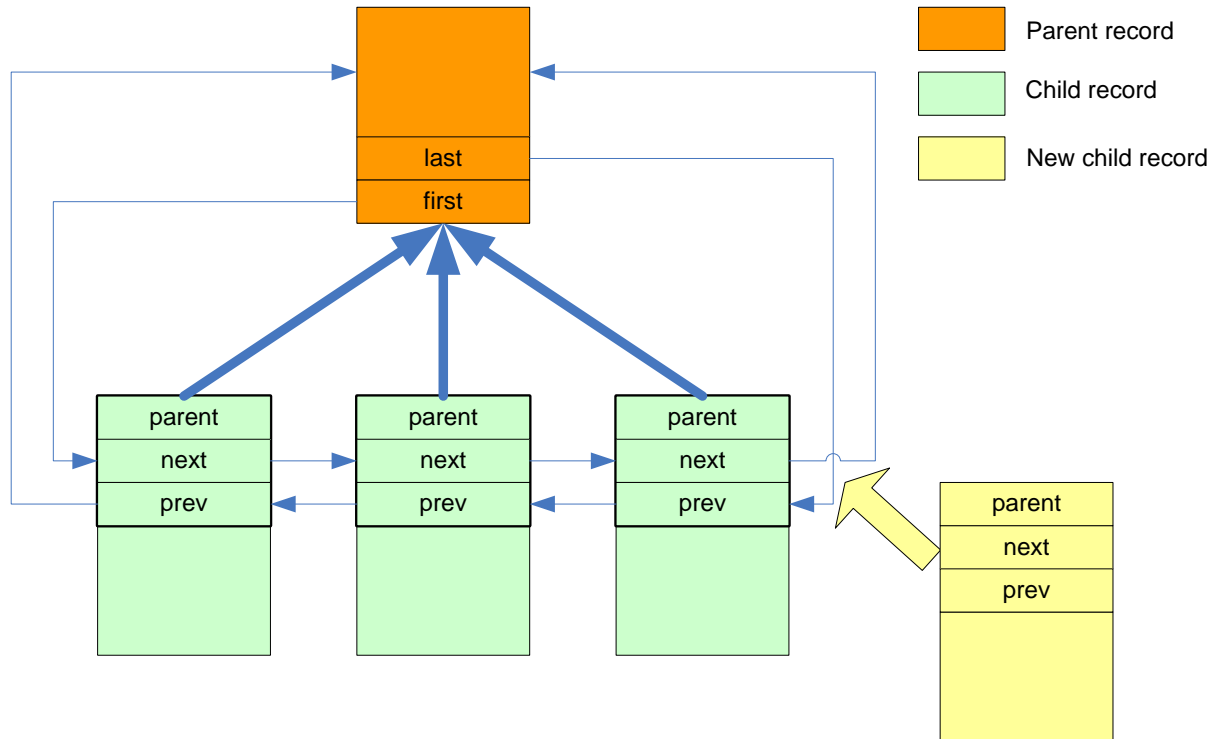 Parent record
Child record
New child record
last
first
parent
next
prev
parent
next
prev
parent
next
prev
parent
next
prev